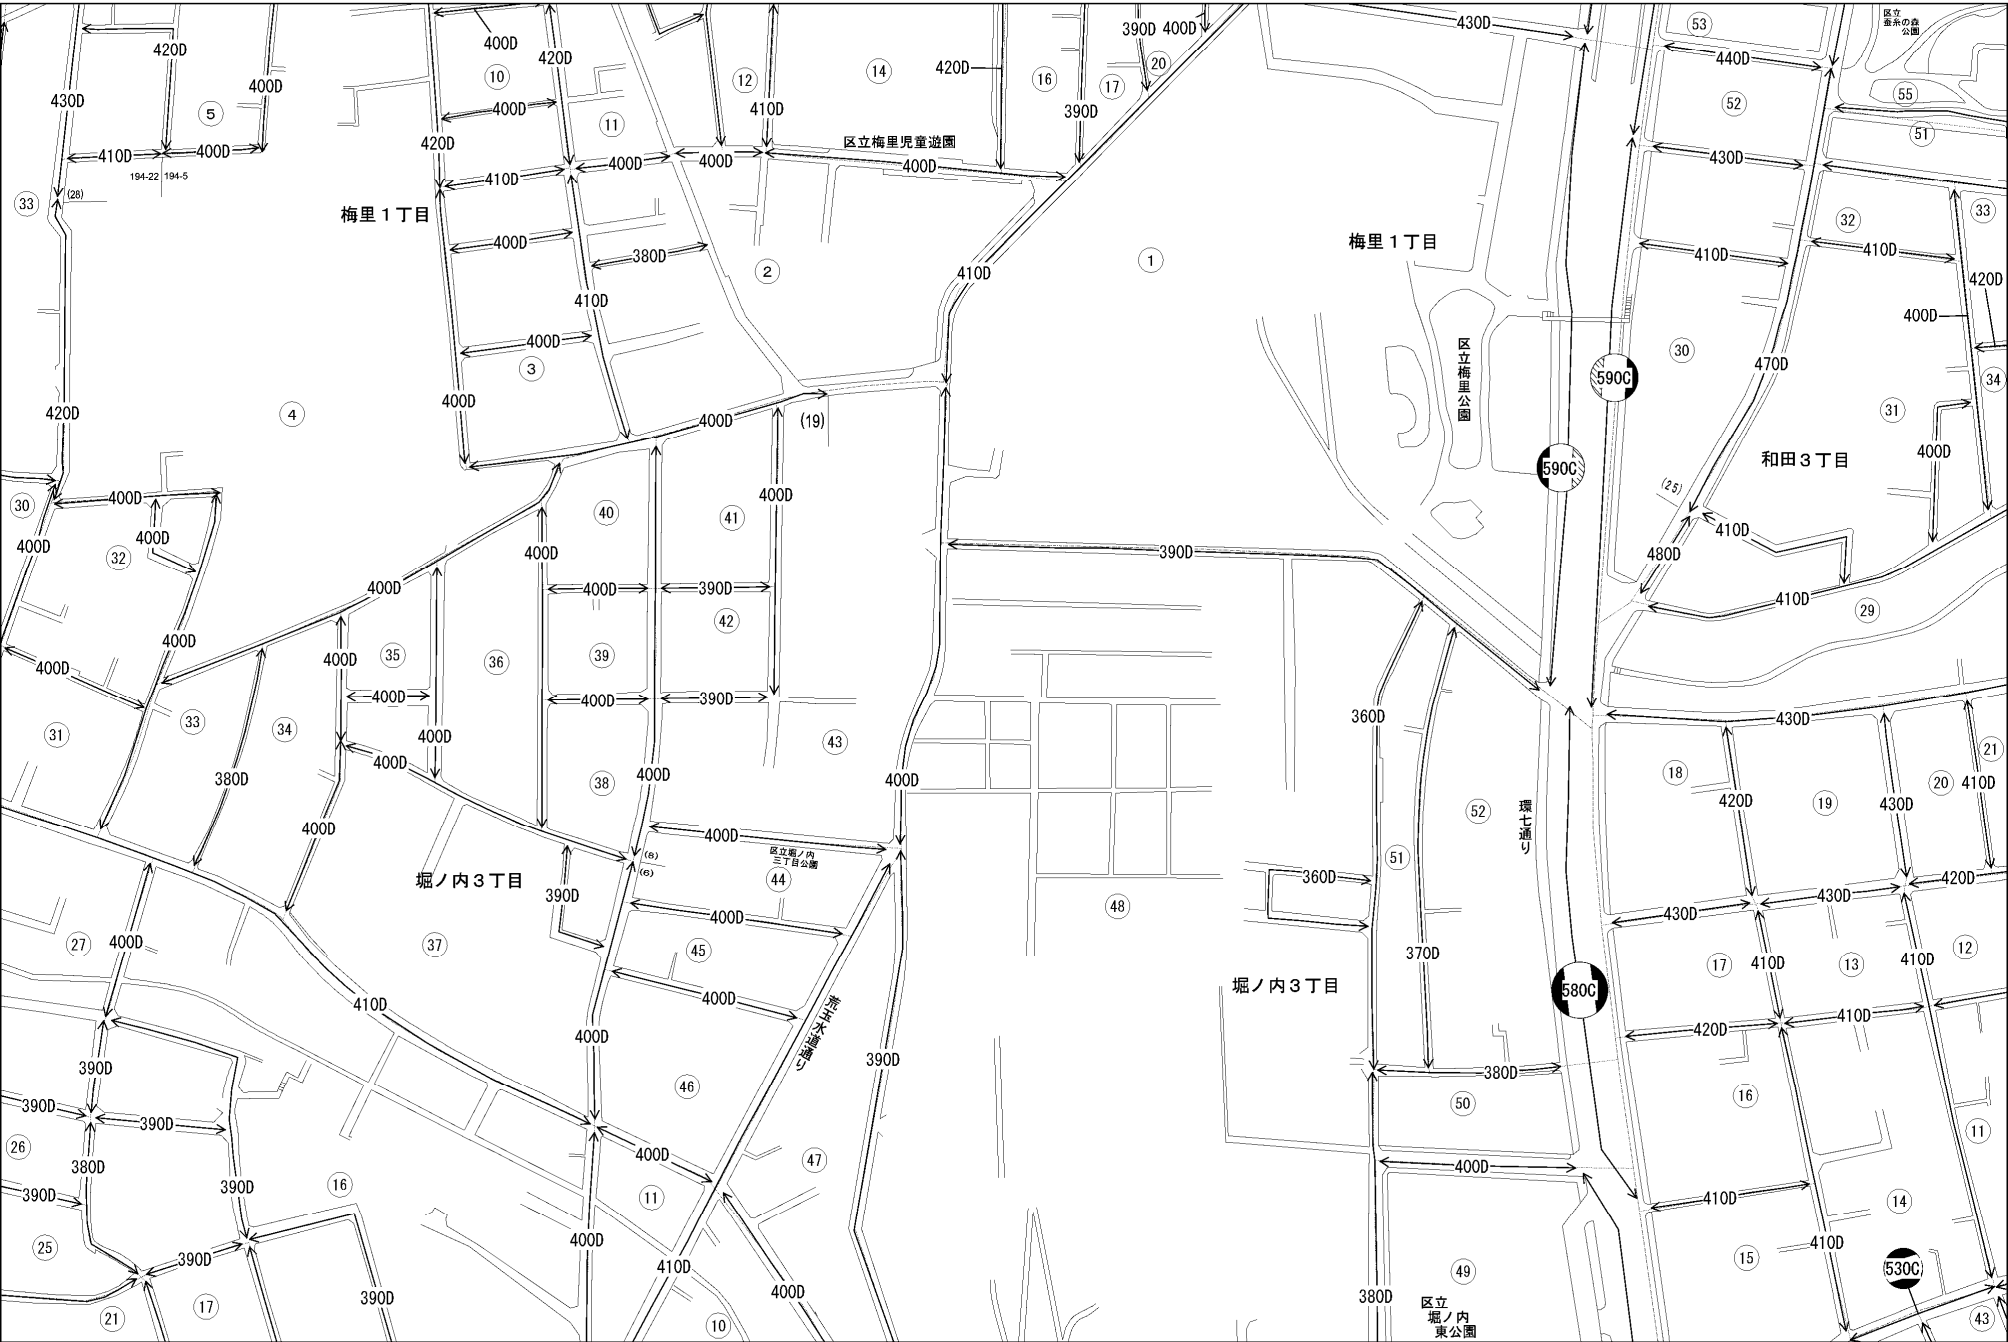 430D
53
区立
蚕糸の森
公園
420D
400D
420D
390D
400D
440D
5
400D
10
12
14
420D
16
17
20
52
55
430D
400D
410D
390D
51
420D
11
区立梅里児童遊園
410D
400D
400D
400D
400D
430D
194-22
194-5
410D
33
(28)
梅里1丁目
梅里1丁目
32
33
400D
380D
2
1
410D
410D
410D
420D
410D
400D
400D
3
区立梅里公園
30
470D
590C
34
4
420D
400D
400D
(19)
31
400D
590C
和田3丁目
30
400D
400D
(25)
400D
32
400D
40
41
410D
400D
390D
480D
400D
400D
390D
410D
29
42
400D
400D
400D
35
36
39
400D
400D
390D
360D
33
34
31
43
430D
400D
400D
21
380D
38
400D
400D
18
410D
20
420D
19
430D
52
環七通り
400D
400D
(8)
区立堀ノ内
三丁目公園
51
(6)
44
堀ノ内3丁目
390D
360D
420D
430D
430D
48
400D
27
400D
37
45
370D
17
410D
13
410D
12
堀ノ内3丁目
400D
580C
410D
荒玉水道通り
410D
420D
400D
390D
390D
380D
46
16
50
390D
390D
26
11
380D
400D
47
400D
390D
390D
16
11
410D
14
25
400D
390D
410D
410D
15
49
530C
400D
390D
380D
17
21
10
区立
堀ノ内
東公園
43